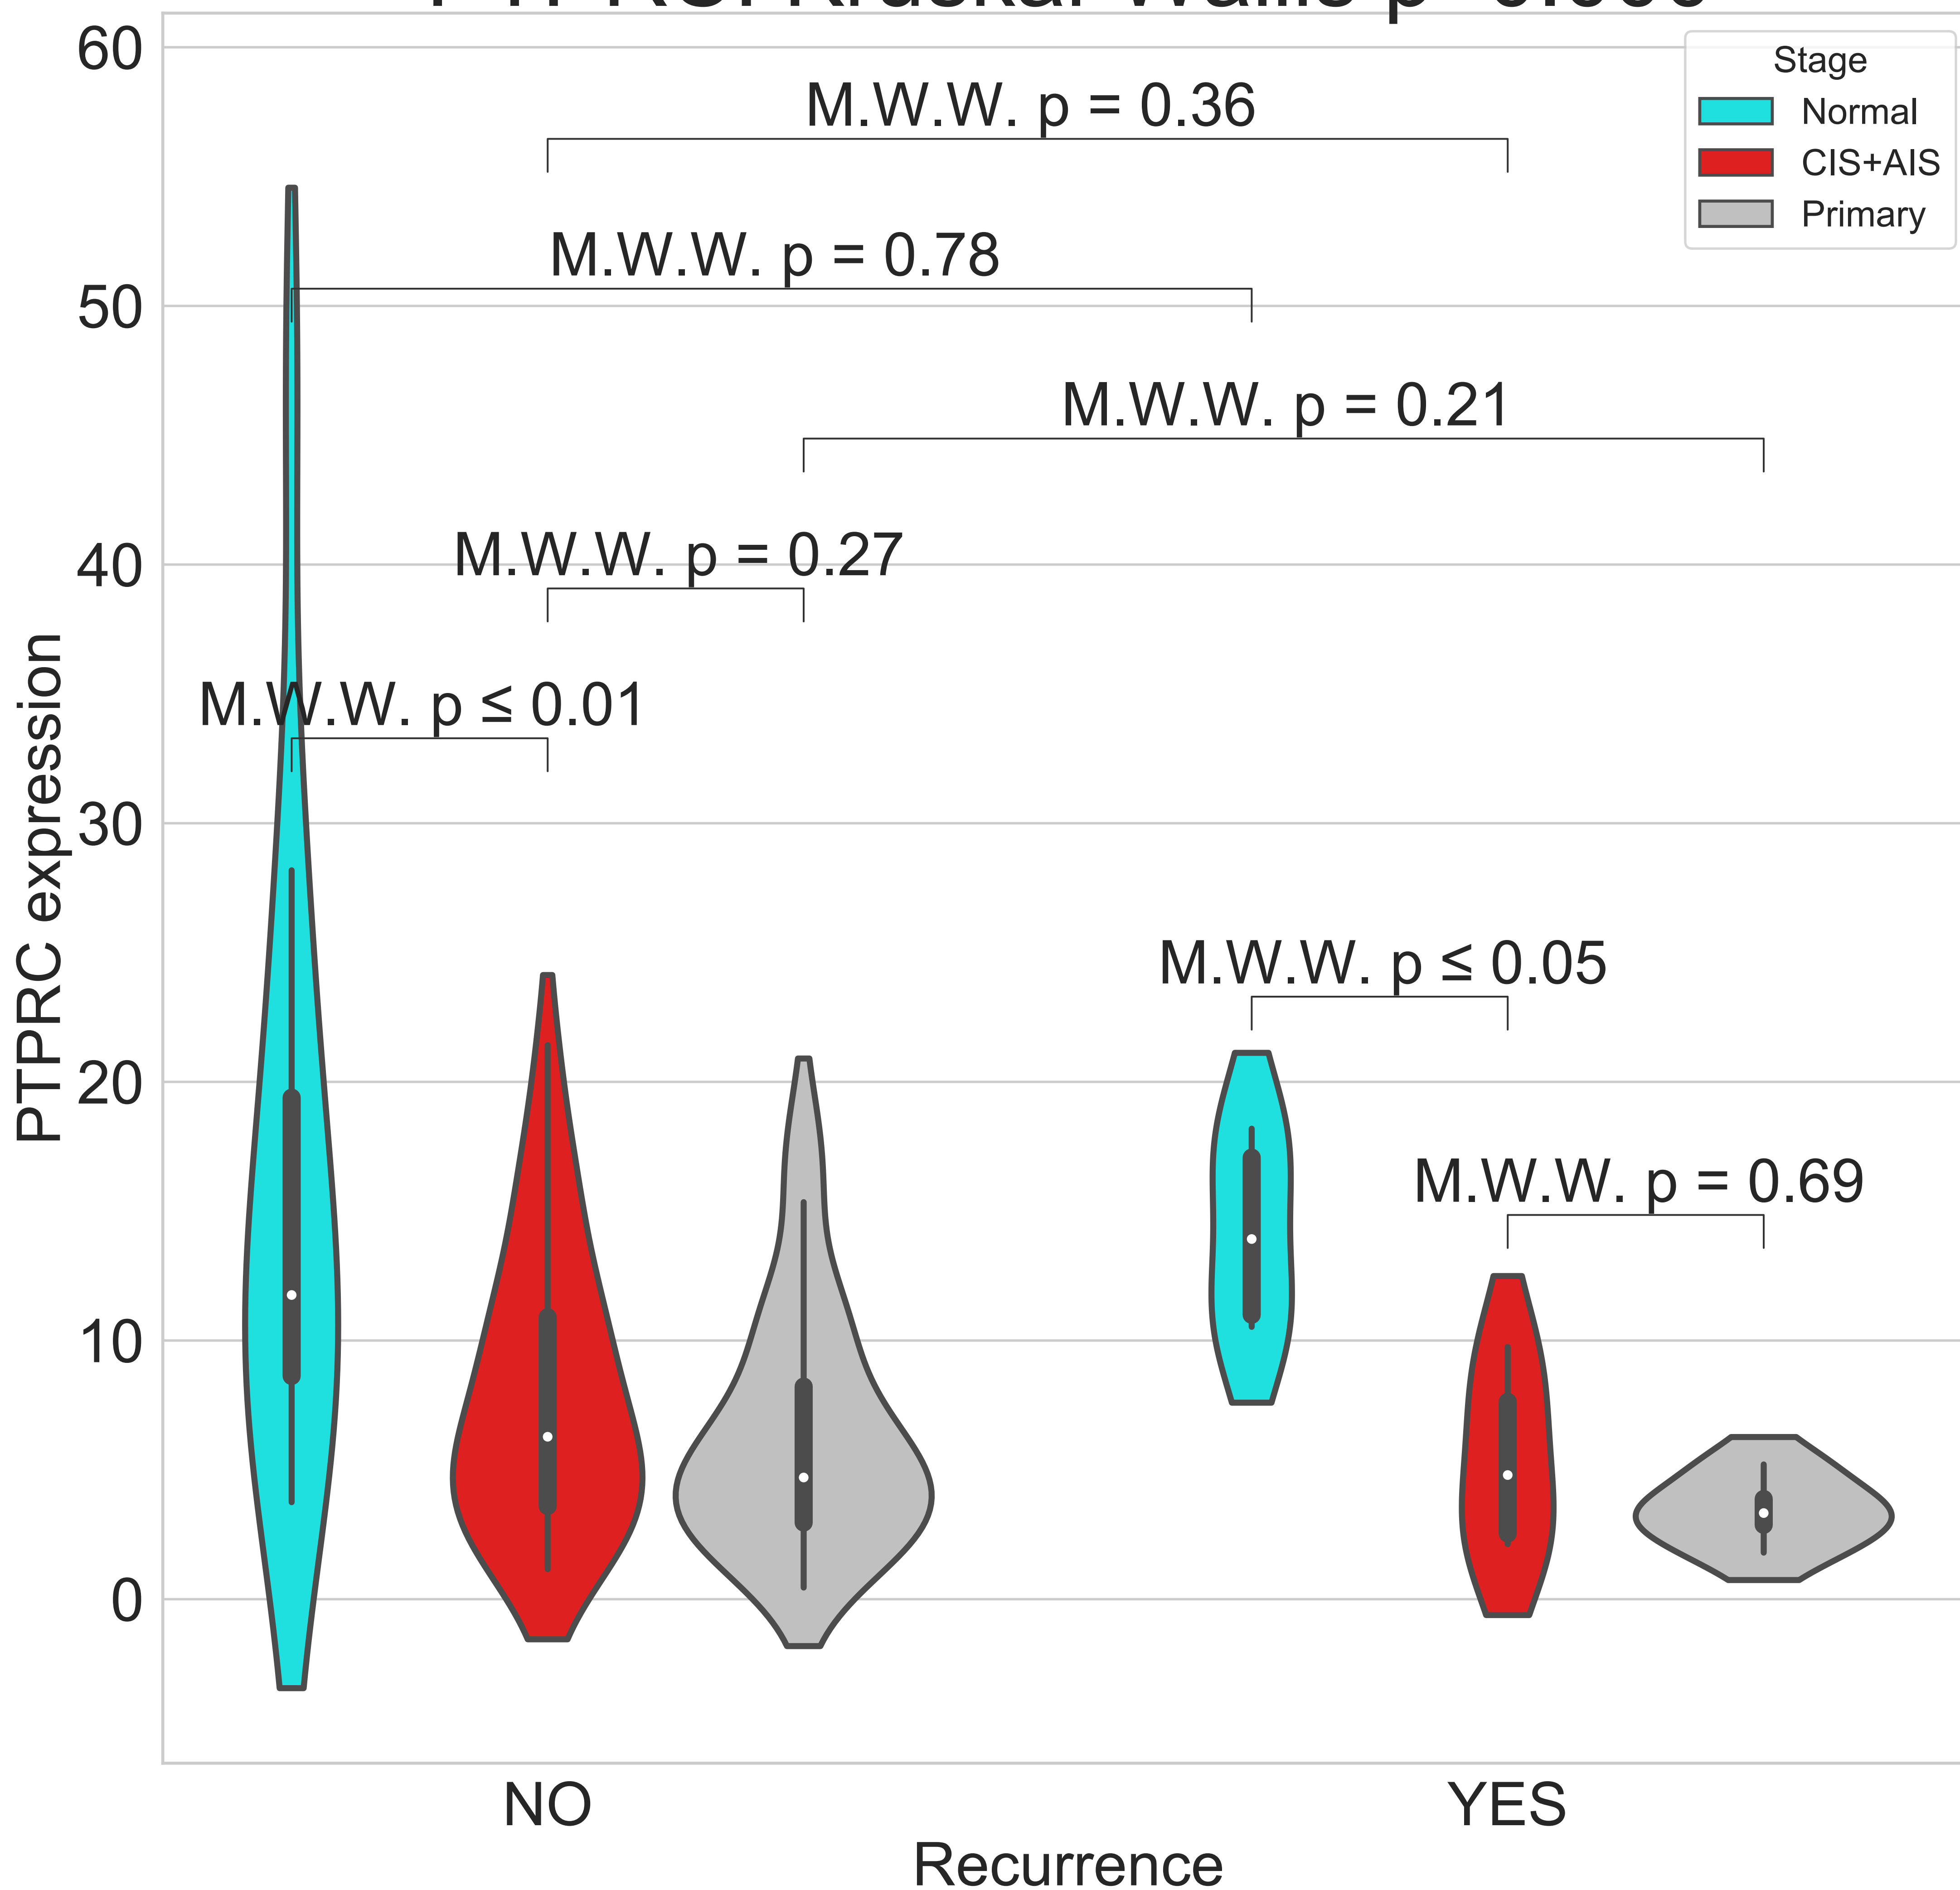 60
50
40
30
20
10
0
PTPRC expression
Stage
Normal
CIS+AIS
Primary
M.W.W. p = 0.36
M.W.W. p = 0.78
M.W.W. p = 0.21
M.W.W. p = 0.27
M.W.W. p ≤ 0.01
M.W.W. p ≤ 0.05
M.W.W. p = 0.69
NO
YES
Recurrence